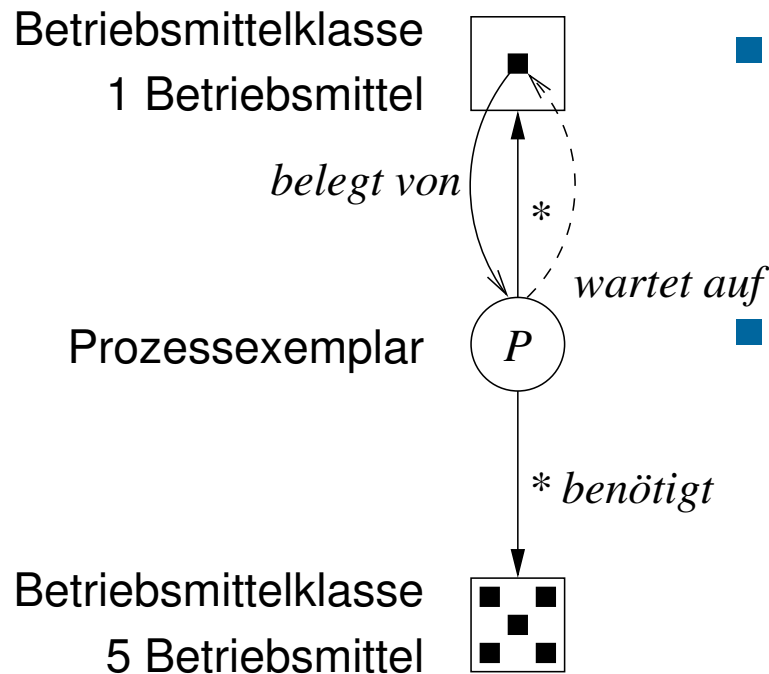 Betriebsmittelklasse
1 Betriebsmittel
belegt von
*
wartet auf
Prozessexemplar
P
* benötigt
Betriebsmittelklasse
5 Betriebsmittel